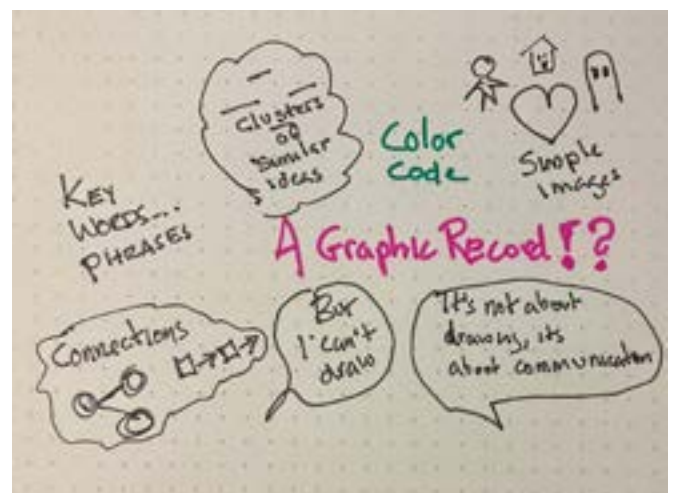 Clusters
of
Similar
ideas
Color
Code
Simple
images
KEY
WORDS....
PHRASES
A Graphic Record!?
Connections
But
I can't
draw
It's not about
drawing, its
about communication